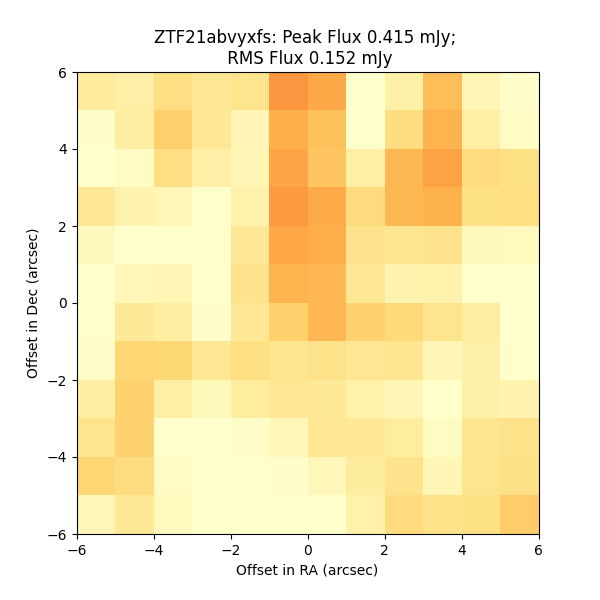 ZTF21abvyxfs: Peak Flux 0.415 mJy;
RMS Flux 0.152 mJy
6
4
2
0
−2
−4
−6
Offset in Dec (arcsec)
−6 −4 −2 0 2 4 6
Offset in RA (arcsec)